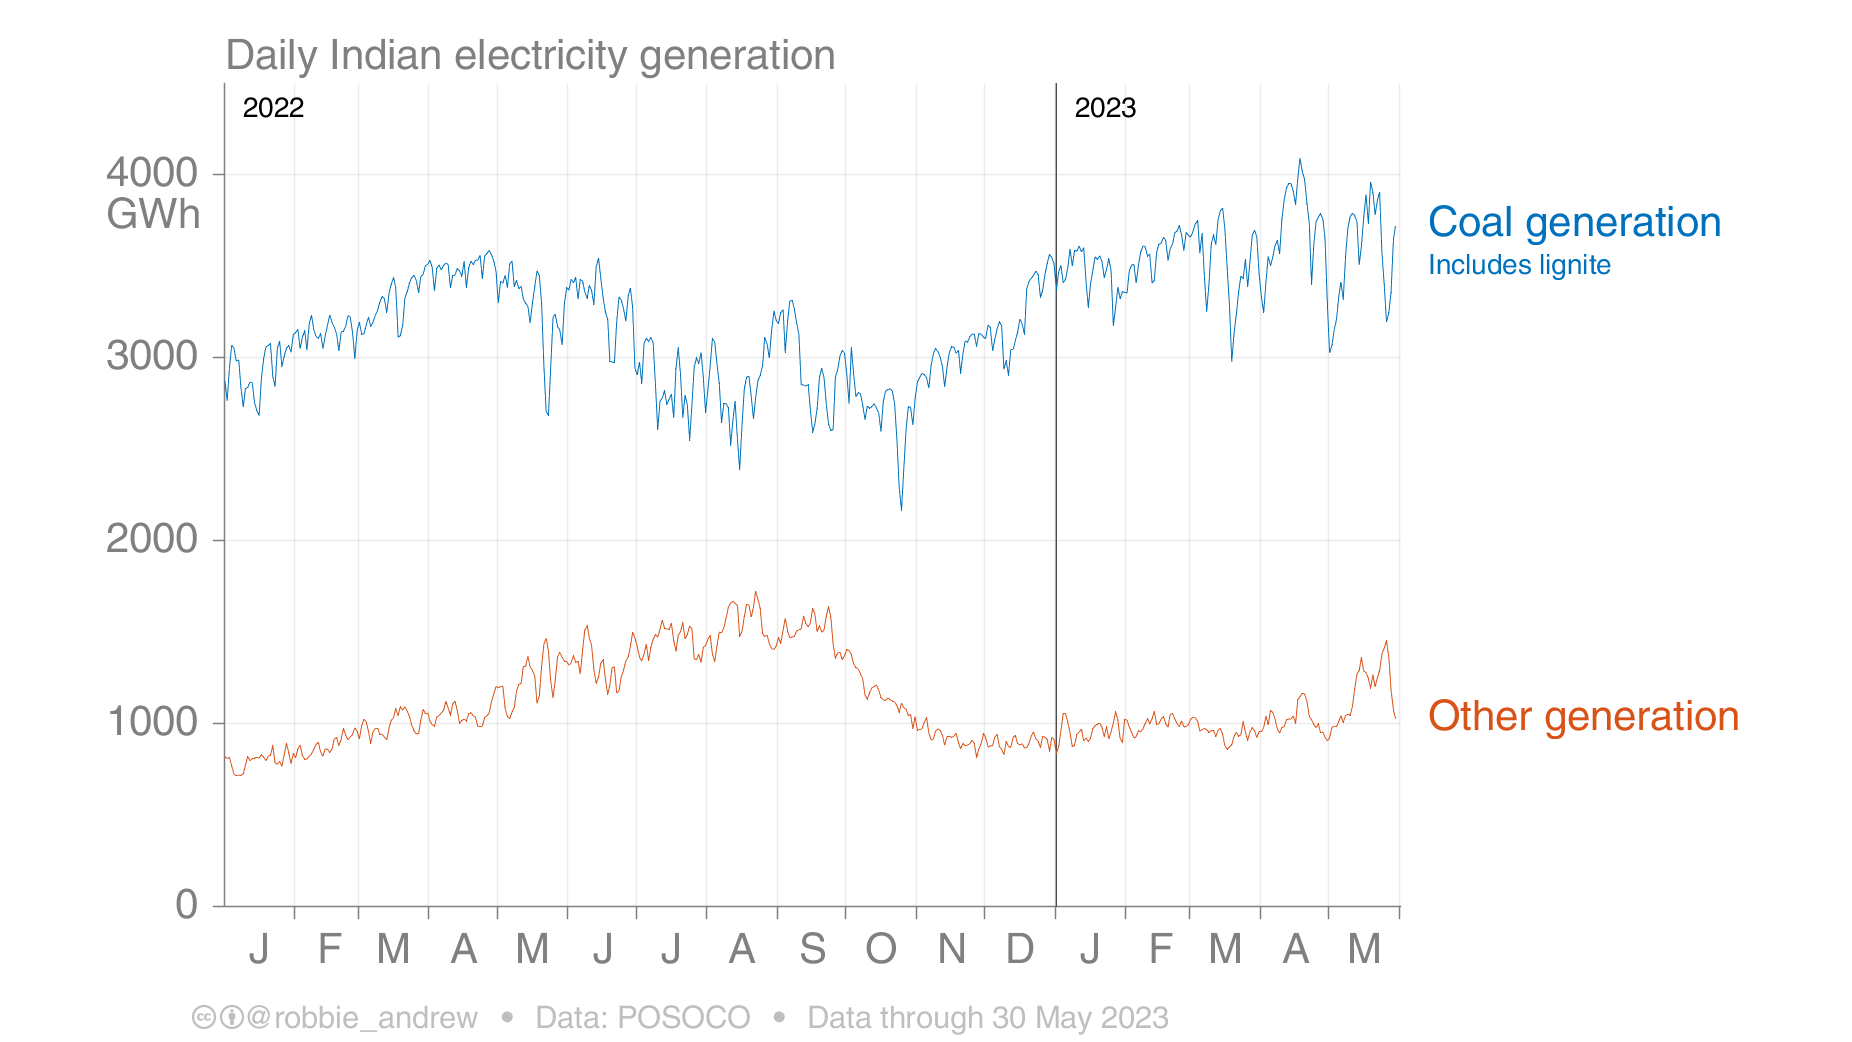 Daily Indian electricity generation
2022
2023
4000
GWh
3000
2000
1000
0
Coal generation
Includes lignite
Other generation
J F M A M J J A S O N D J F M A M
cc @robbie_andrew • Data: POSOCO • Data through 30 May 2023